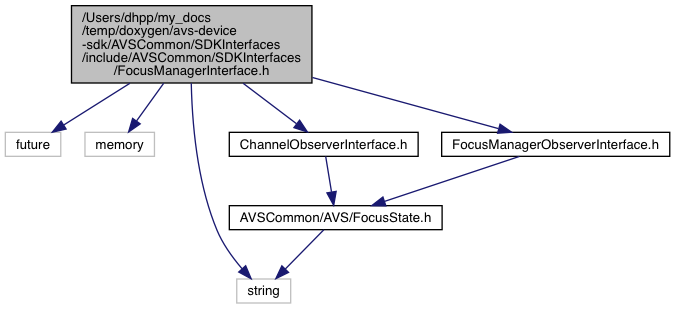 /Users/dhpp/my_docs
/temp/doxygen/avs-device
-sdk/AVSCommon/SDKInterfaces
/include/AVSCommon/SDKInterfaces
/FocusManagerInterface.h
future
memory
ChannelObserverInterface.h
FocusManagerObserverInterface.h
AVSCommon/AVS/FocusState.h
string